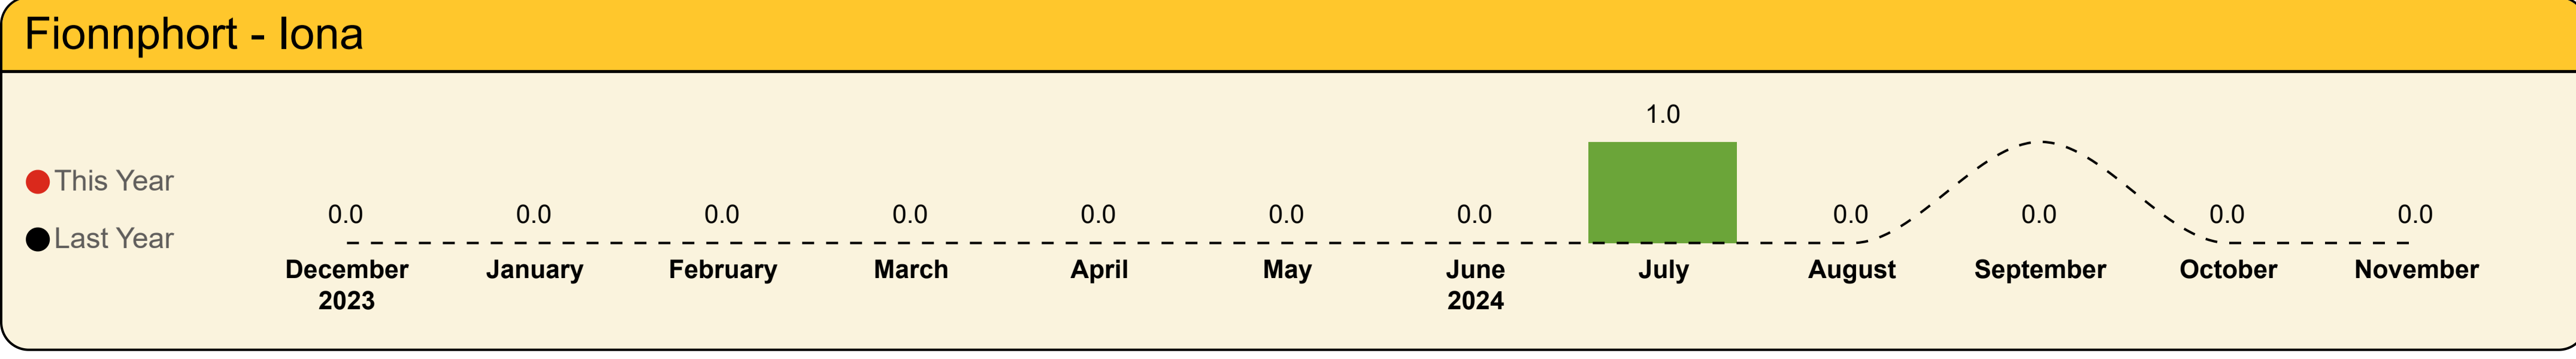 Fionnphort - Iona
1.0
This Year
0.0 0.0 0.0 0.0 0.0 0.0 0.0 0.0 0.0 0.0 0.0
Last Year
December January February March April May June July August September October November
2023 2024